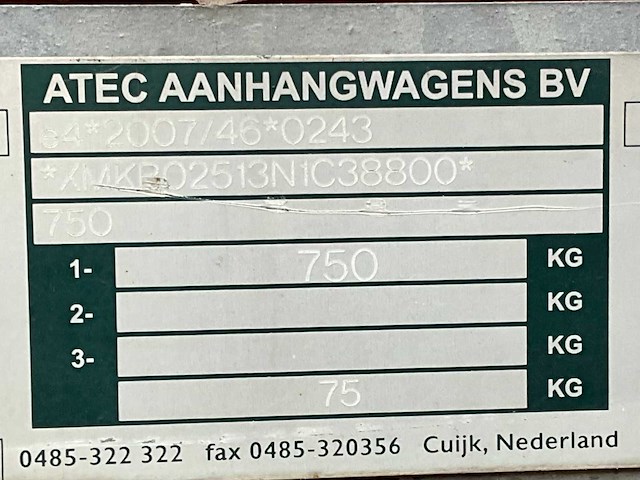 ATEC AANHANGWAGENS BV
e4*2007/46*0243
*XMKB02513N1C38800*
750
1- 750 KG
2- KG
3- KG
75 KG
0485-322 322 fax 0485-320356 Cuijk, Nederland